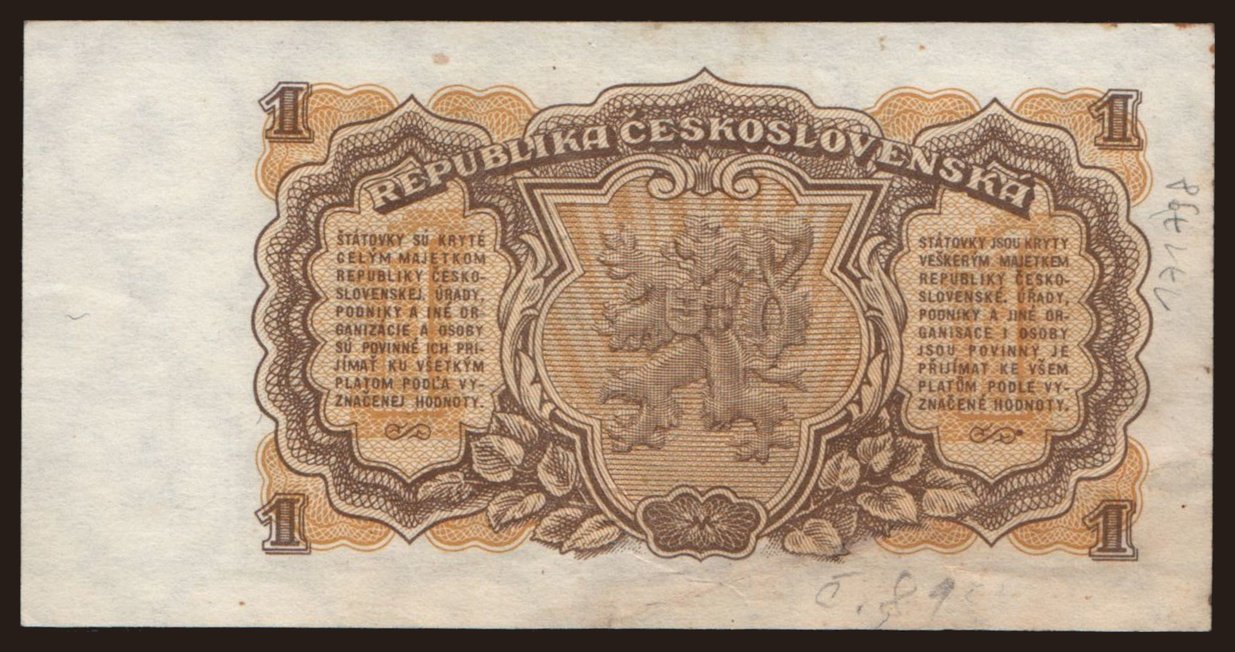 1
1
REPUBLIKA ČESKOSLOVENSKÁ
ŠTÁTOVKY SÚ KRYTÉ
CELÝM MAJETKOM
REPUBLIKY ČESKO-
SLOVENSKEJ. ÚRADY,
PODNIKY A INÉ OR-
GANIZÁCIE A OSOBY
SÚ POVINNÉ ICH PRI-
JÍMAŤ KU VŠETKÝM
PLATOM PODĽA VY-
ZNAČENEJ HODNOTY.
STÁTOVKY JSOU KRYTY
VEŠKERÝM MAJETKEM
REPUBLIKY ČESKO-
SLOVENSKÉ. ÚŘADY,
PODNIKY A JINÉ OR-
GANISACE I OSOBY
JSOU POVINNY JE
PŘIJÍMAT KE VŠEM
PLATŮM PODLE VY-
ZNAČENÉ HODNOTY.
1
1